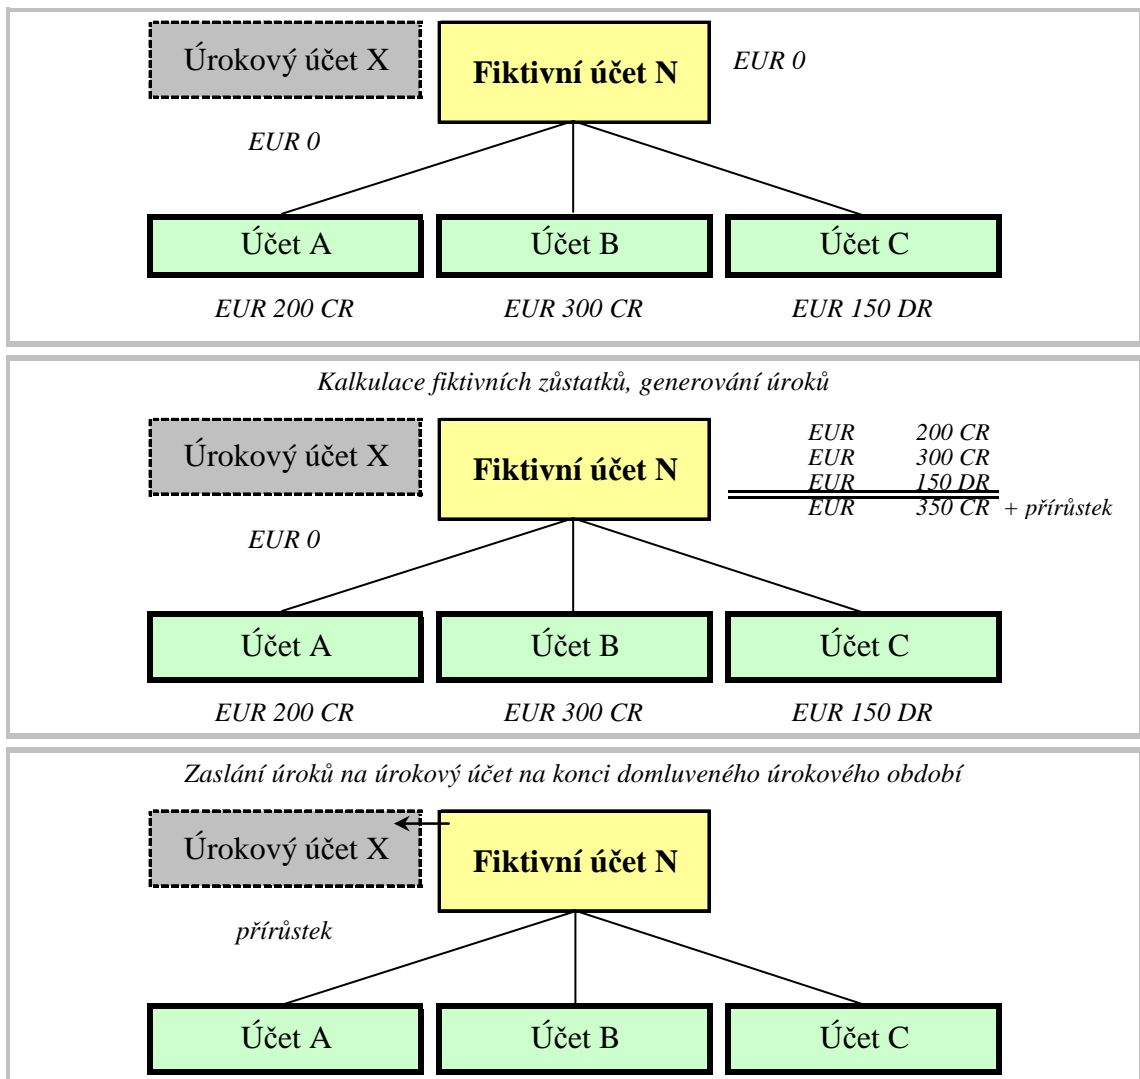 Úrokový účet X
Fiktivní účet N
EUR 0
EUR 0
Účet A
Účet B
Účet C
EUR 200 CR
EUR 300 CR
EUR 150 DR
Kalkulace fiktivních zůstatků, generování úroků
Úrokový účet X
Fiktivní účet N
EUR 200 CR
EUR 300 CR
EUR 150 DR
EUR 350 CR + přírůstek
EUR 0
Účet A
Účet B
Účet C
EUR 200 CR
EUR 300 CR
EUR 150 DR
Zaslání úroků na úrokový účet na konci domluveného úrokového období
Úrokový účet X
Fiktivní účet N
přírůstek
Účet A
Účet B
Účet C